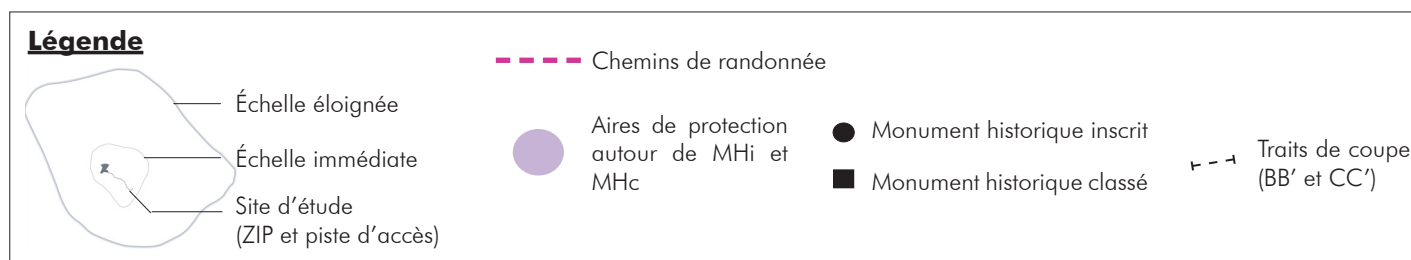 Légende
Échelle éloignée
Échelle immédiate
Site d'étude
(ZIP et piste d'accès)
Chemins de randonnée
Aires de protection
autour de MHi et
MHc
Monument historique inscrit
Monument historique classé
Traits de coupe
(BB' et CC')